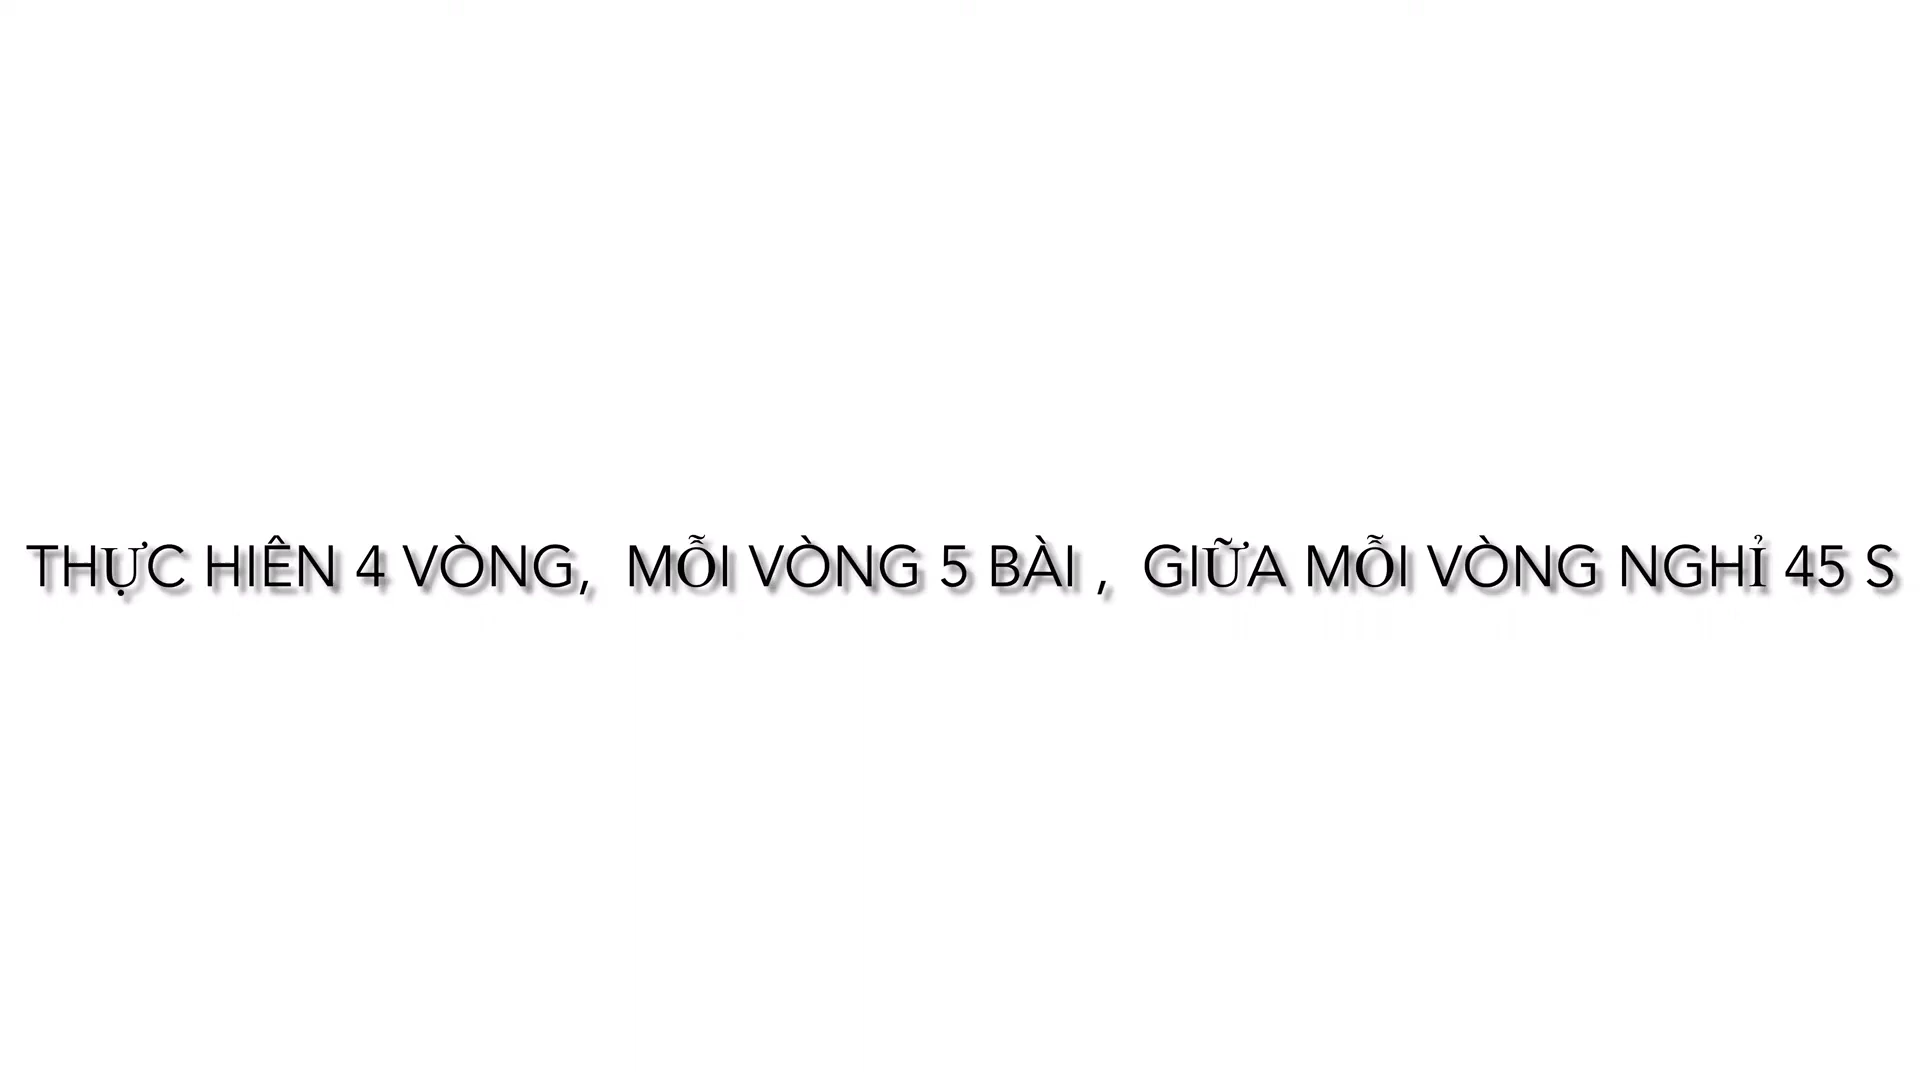 THỰC HIÊN 4 VÒNG,  MỖI VÒNG 5 BÀI ,  GIỮA MỖI VÒNG NGHỈ 45 S